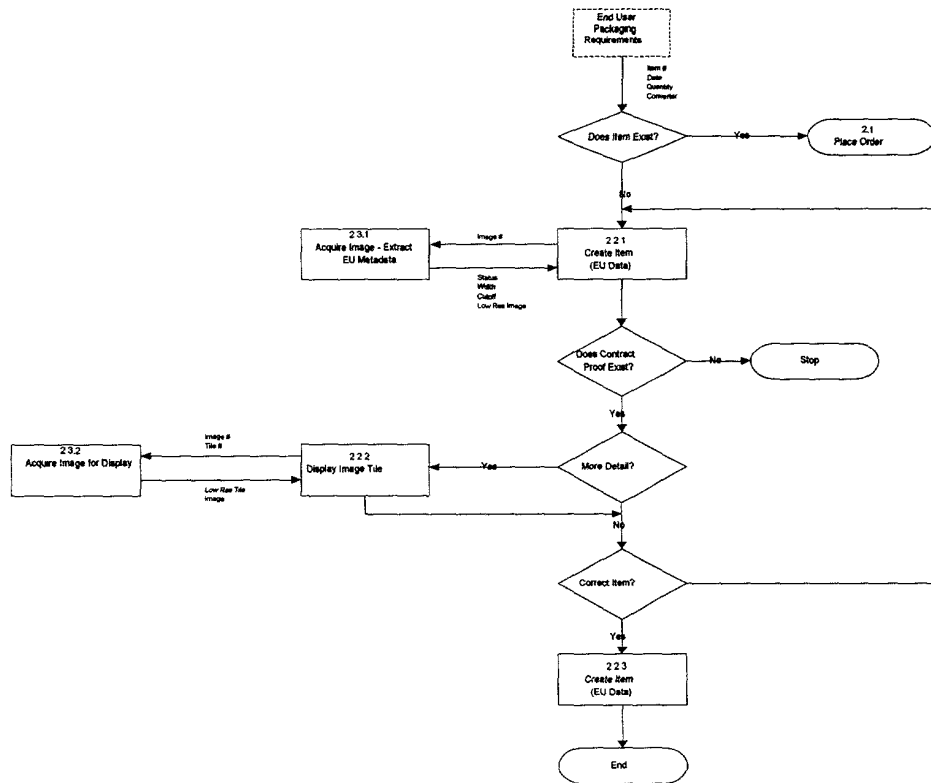 End User
Packaging
Requirements
Item #
Date
Quantity
Converter
Does Item Exist?
Yes
2.1
Place Order
No
2.3.1
Acquire Image - Extract
EU Metadata
Image #
2.2.1
Create Item
(EU Data)
Status
Width
Cutoff
Low Res Image
Does Contract
Proof Exist?
No
Stop
Yes
2.3.2
Acquire Image for Display
Image #
Tile #
2.2.2
Display Image Tile
Yes
More Detail?
Low Res Tile
Image
No
Correct Item?
Yes
2.2.3
Create Item
(EU Data)
End